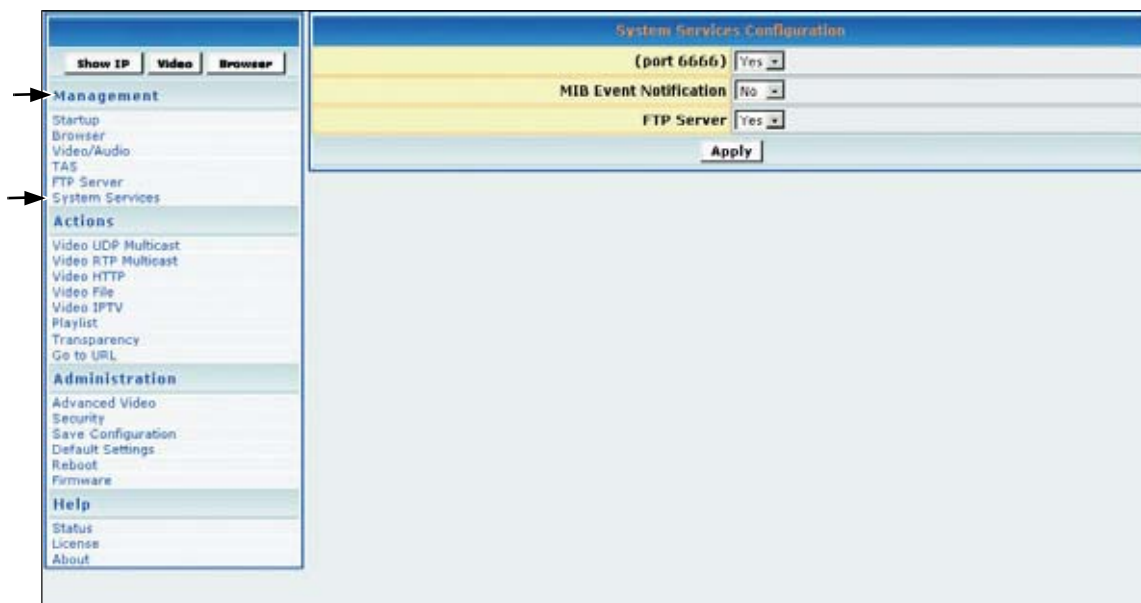 Show IP Video Browser
Management
Startup
Browser
Video/Audio
TAS
FTP Server
System Services
Actions
Video UDP Multicast
Video RTP Multicast
Video HTTP
Video File
Video IPTV
Playlist
Transparency
Go to URL
Administration
Advanced Video
Security
Save Configuration
Default Settings
Reboot
Firmware
Help
Status
License
About
System Services Configuration
(port 6666) Yes
MIB Event Notification No
FTP Server Yes
Apply